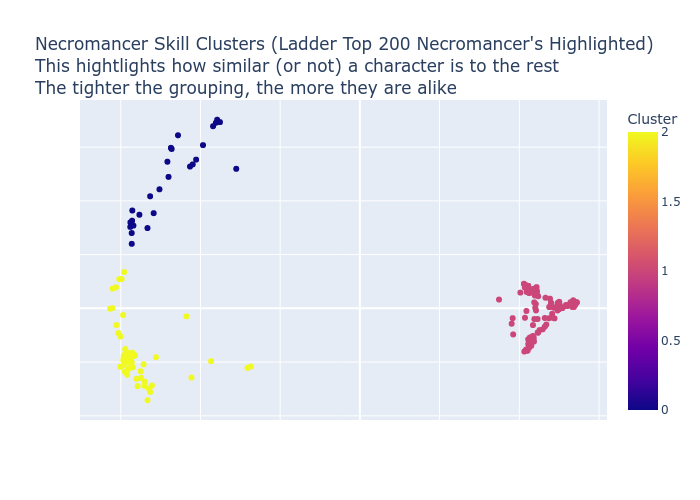 Necromancer Skill Clusters (Ladder Top 200 Necromancer's Highlighted)
This hightlights how similar (or not) a character is to the rest
The tighter the grouping, the more they are alike
Cluster
2
1.5
1
0.5
0